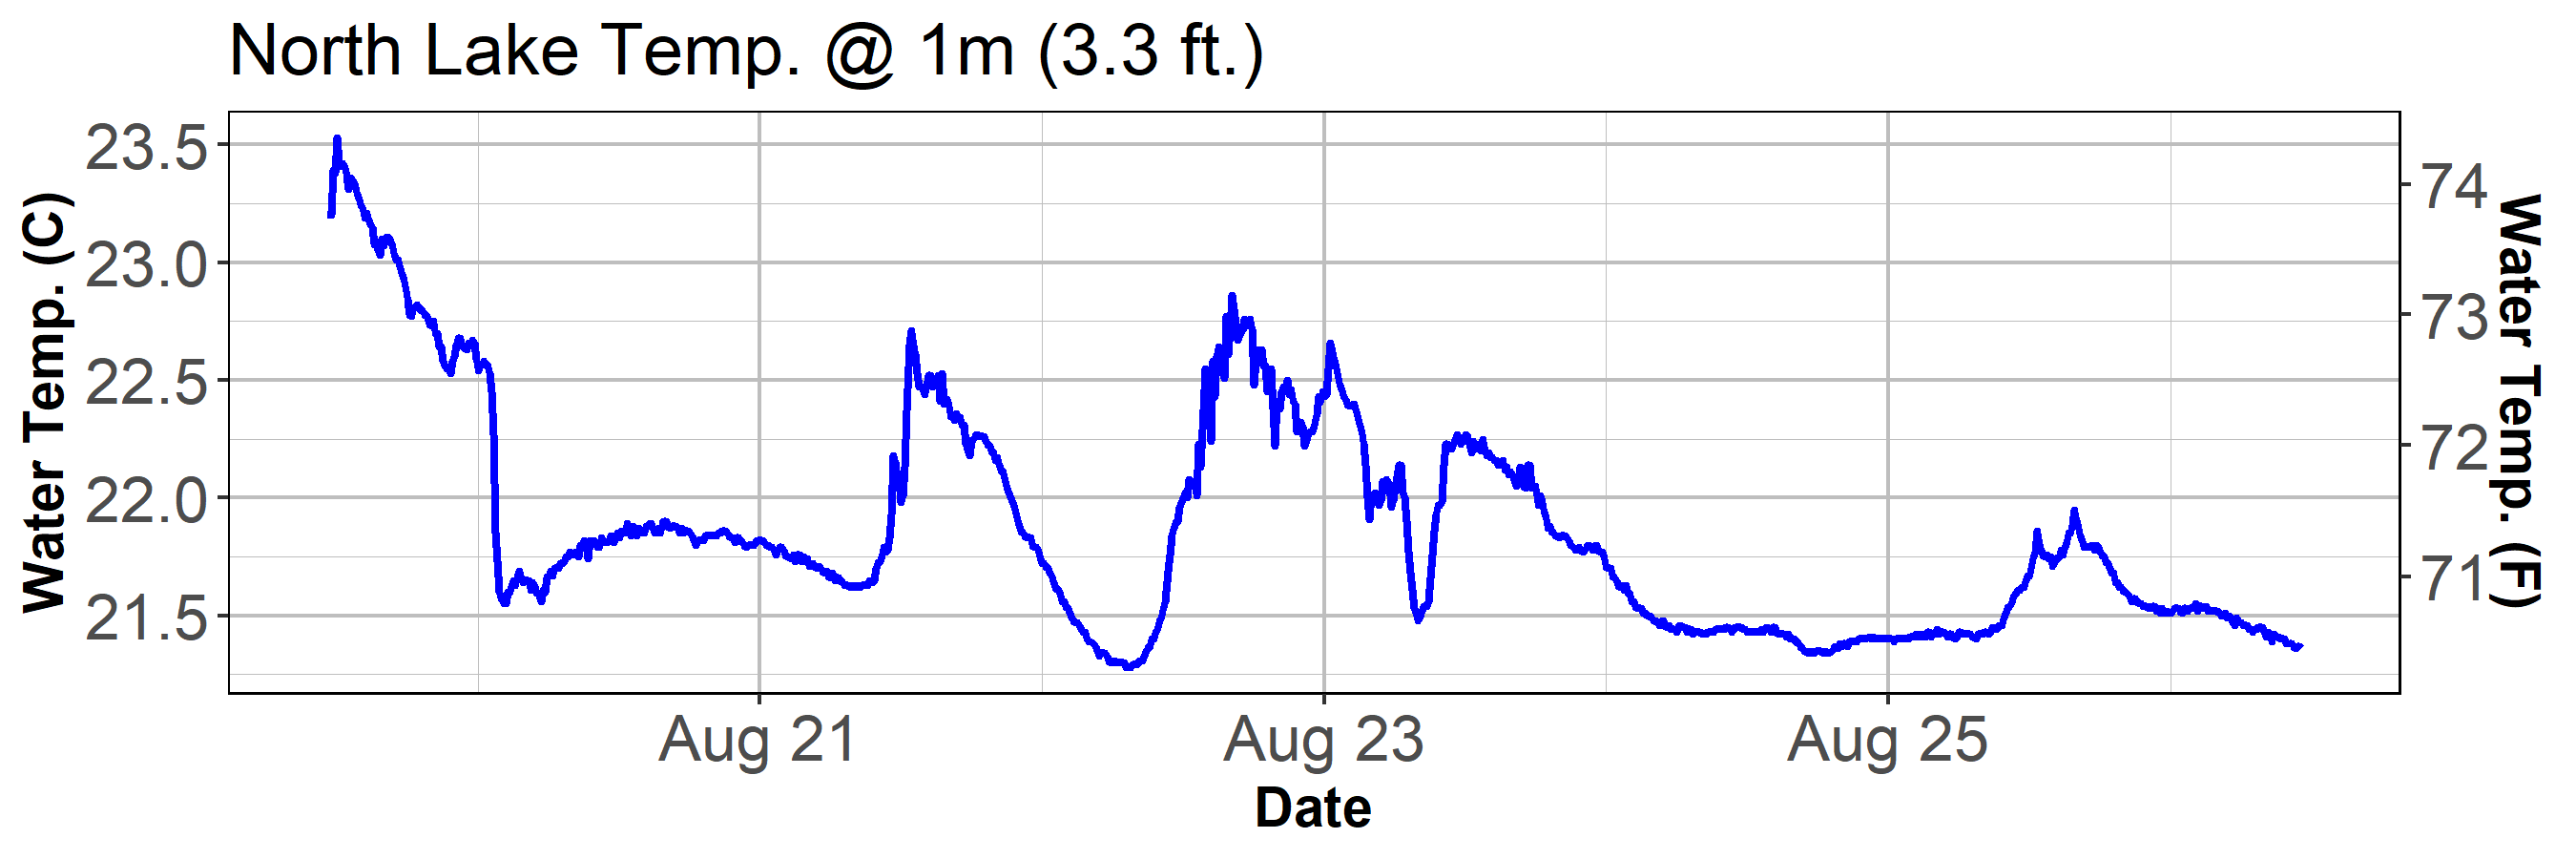 North Lake Temp. @ 1m (3.3 ft.)
Water Temp. (C)
23.5
23.0
22.5
22.0
21.5
74
73
72
71
Water Temp. (F)
Aug 21 Aug 23 Aug 25
Date